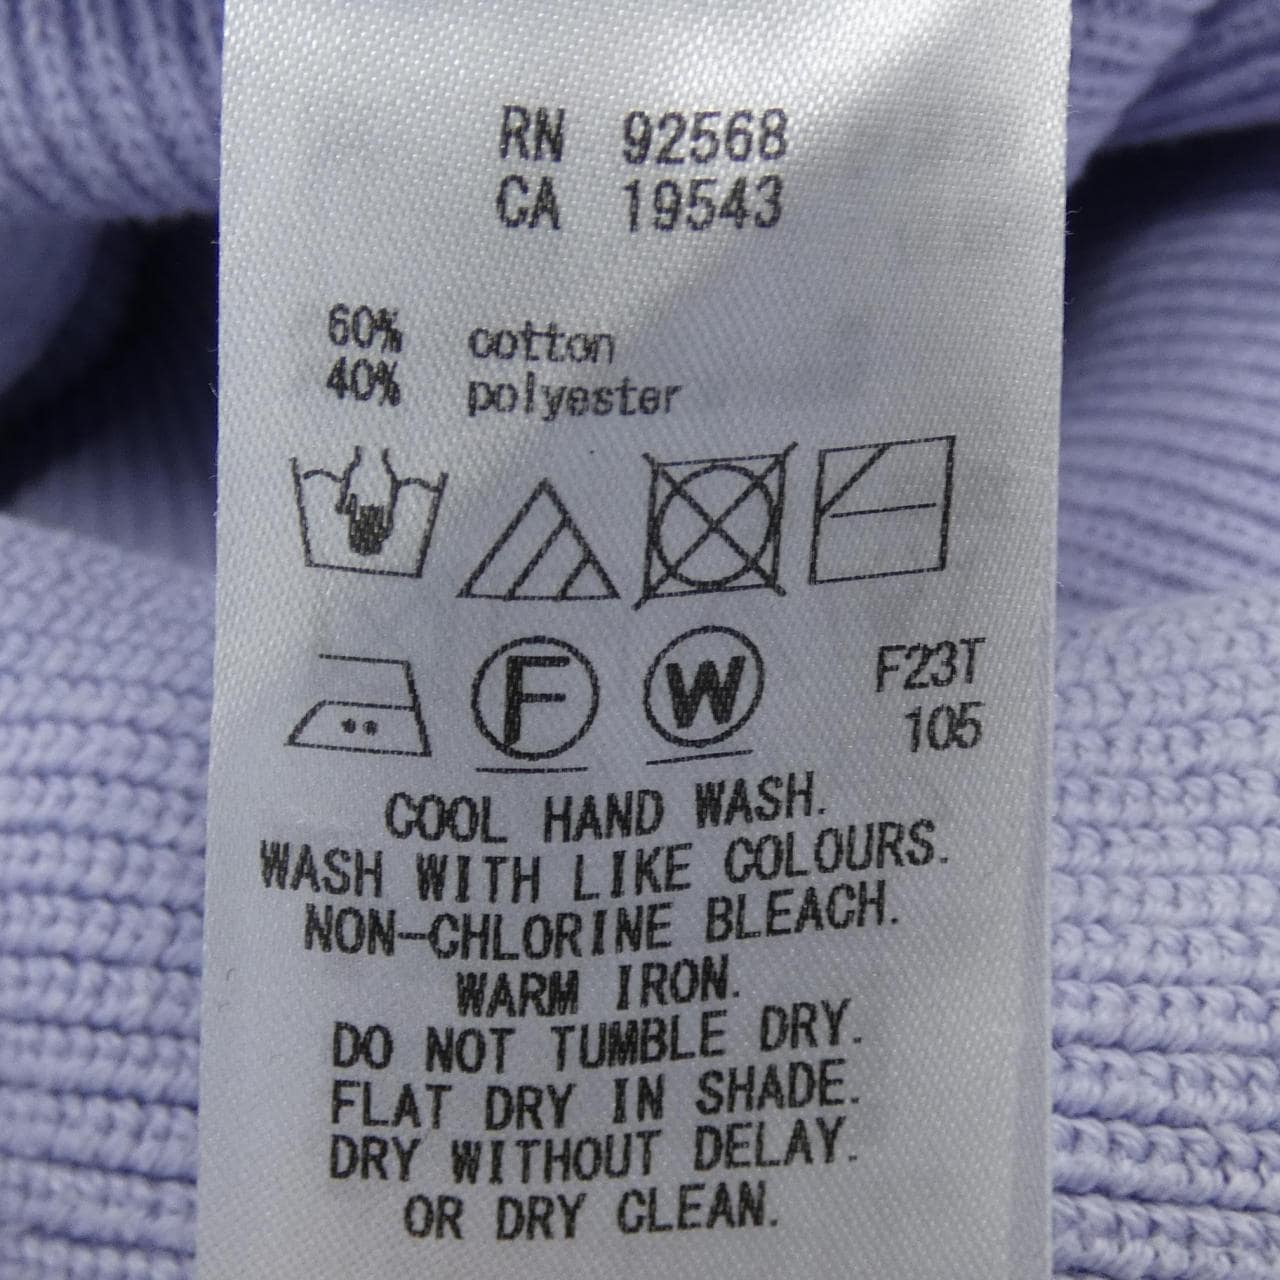 RN 92568
CA 19543
60% cotton
40% polyester
F W F23T
105
COOL HAND WASH.
WASH WITH LIKE COLOURS.
NON-CHLORINE BLEACH.
WARM IRON.
DO NOT TUMBLE DRY.
FLAT DRY IN SHADE.
DRY WITHOUT DELAY.
OR DRY CLEAN.